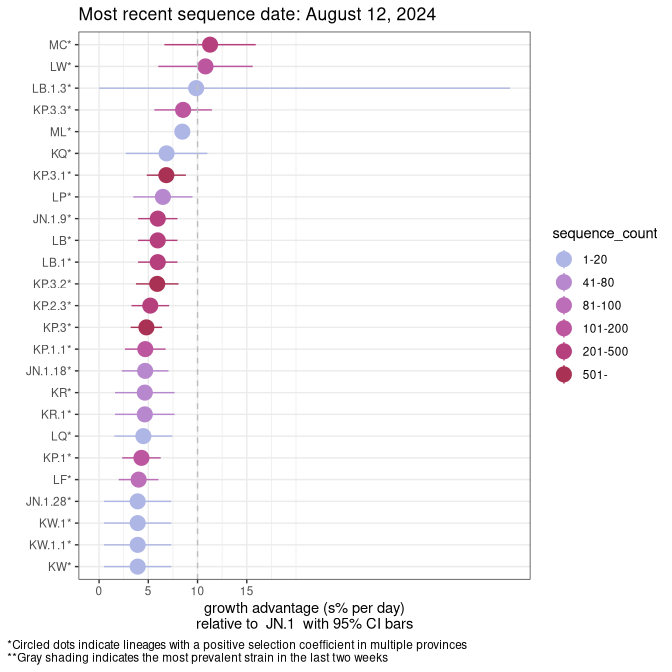 Most recent sequence date: August 12, 2024
MC*
LW*
LB.1.3*
KP.3.3*
ML*
KQ*
KP.3.1*
LP*
JN.1.9*
LB*
LB.1*
KP.3.2*
KP.2.3*
KP.3*
KP.1.1*
JN.1.18*
KR*
KR.1*
LQ*
KP.1*
LF*
JN.1.28*
KW.1*
KW.1.1*
KW*
0 5 10 15
growth advantage (s% per day)
relative to JN.1 with 95% CI bars
sequence_count
1-20
41-80
81-100
101-200
201-500
501-
*Circled dots indicate lineages with a positive selection coefficient in multiple provinces
**Gray shading indicates the most prevalent strain in the last two weeks